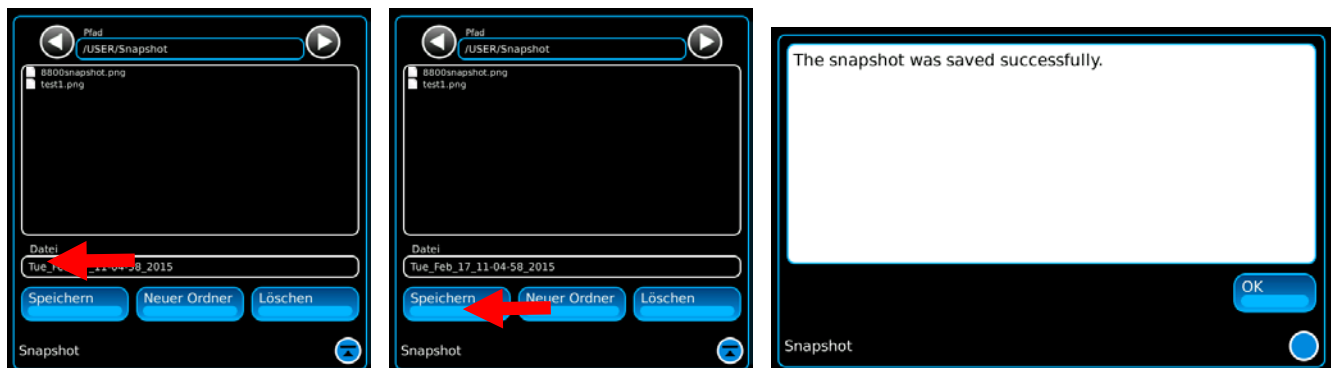 Pfad
/USER/Snapshot
8800snapshot.png
test1.png
Datei
_11-04-58_2015
Speichern
Neuer Ordner
Löschen
Snapshot
Pfad
/USER/Snapshot
8800snapshot.png
test1.png
Datei
Tue_Feb_17_11-04-58_2015
Speichern
Neuer Ordner
Löschen
Snapshot
The snapshot was saved successfully.
OK
Snapshot